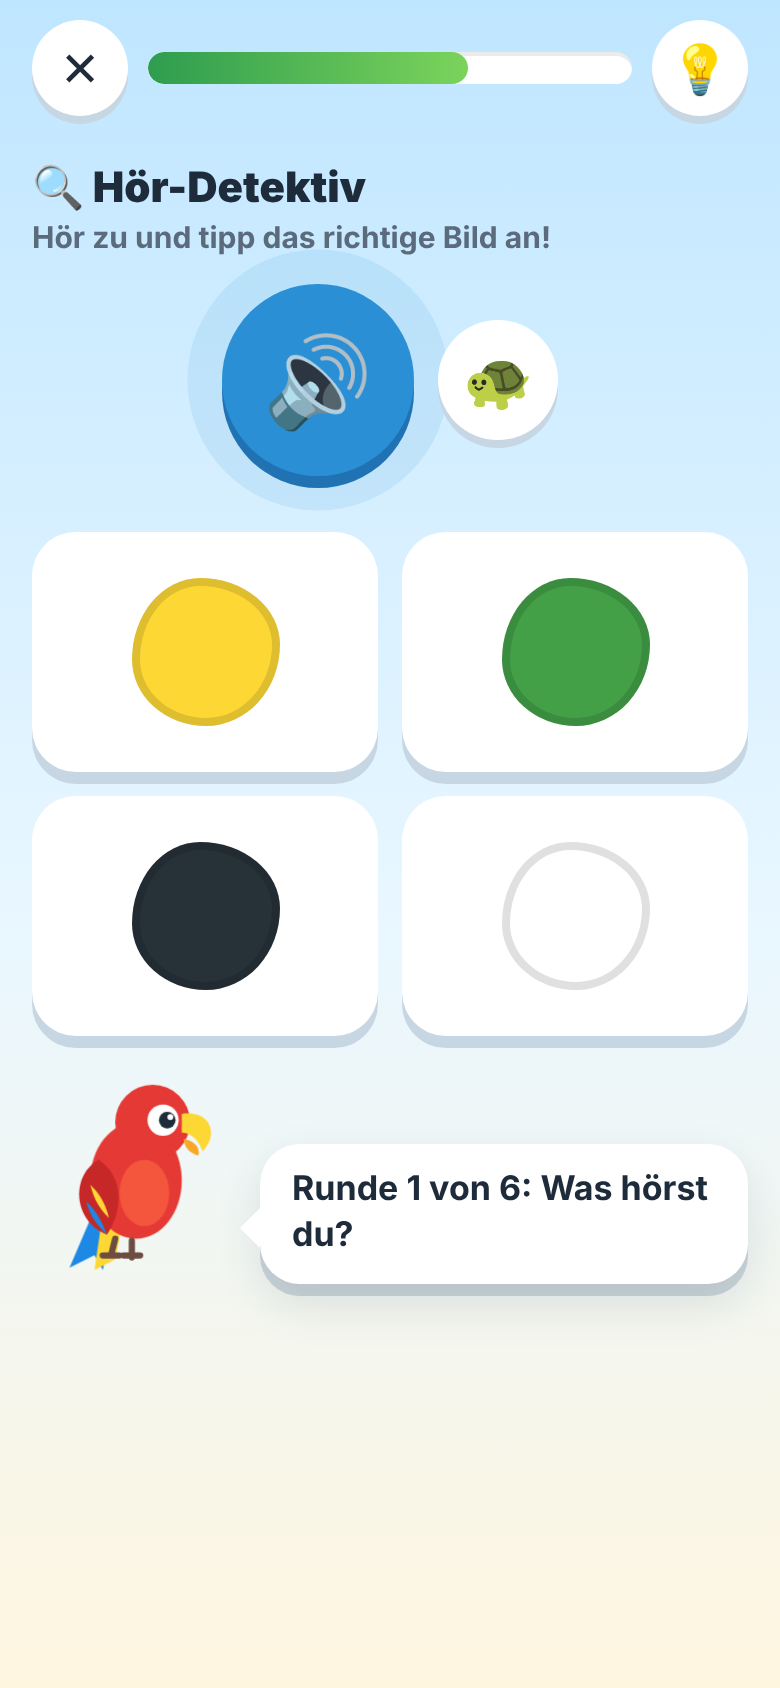 Hör-Detektiv
Hör zu und tipp das richtige Bild an!
Runde 1 von 6: Was hörst
du?